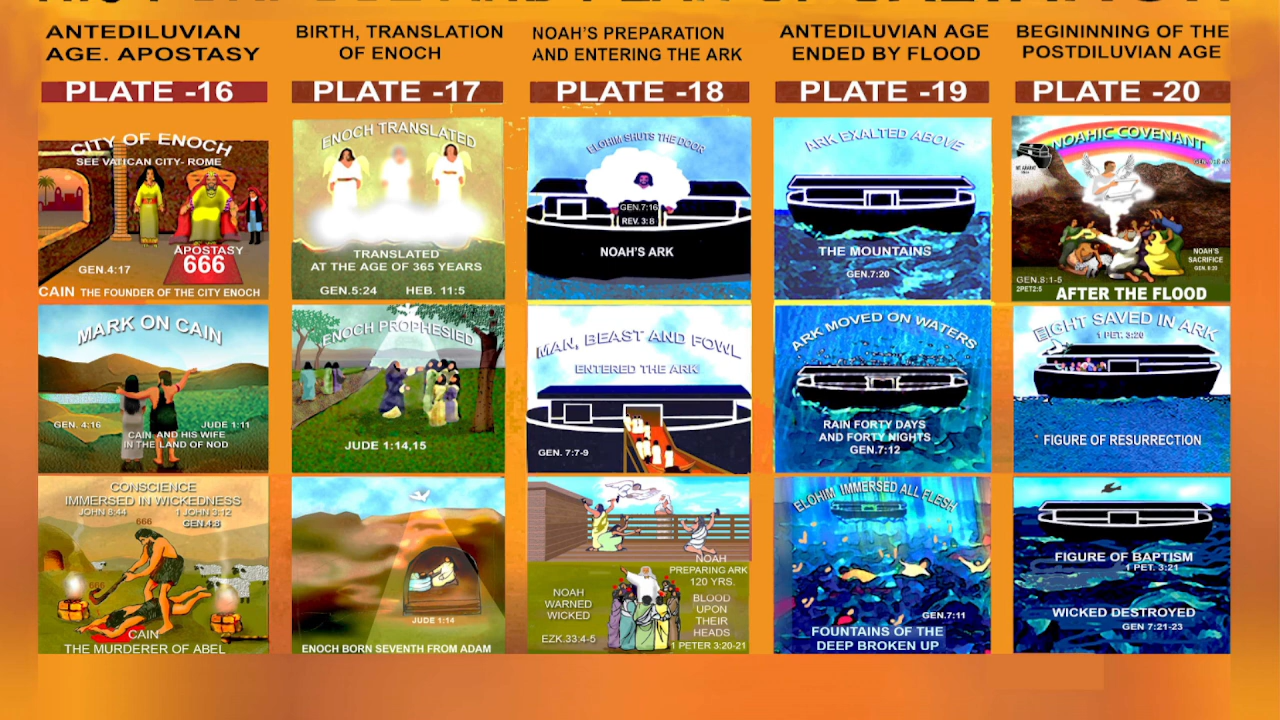 ANTEDILUVIAN
AGE. APOSTASY
PLATE -16
CITY OF ENOCH
SEE VATICAN CITY- ROME
APOSTASY
666
GEN.4:17
CAIN THE FOUNDER OF THE CITY ENOCH
MARK ON CAIN
GEN. 4:16
JUDE 1:11
CAIN AND HIS WIFE
IN THE LAND OF NOD
CONSCIENCE
IMMERSED IN WICKEDNESS
JOHN 8:44 1 JOHN 3:12
GEN.4:8
666
666
CAIN
THE MURDERER OF ABEL
BIRTH, TRANSLATION
OF ENOCH
PLATE -17
ENOCH TRANSLATED
TRANSLATED
AT THE AGE OF 365 YEARS
GEN.5:24 HEB. 11:5
ENOCH PROPHESIED
JUDE 1:14,15
JUDE 1:14
ENOCH BORN SEVENTH FROM ADAM
NOAH'S PREPARATION
AND ENTERING THE ARK
PLATE -18
ELOHIM SHUTS THE DOOR
GEN.7:16
REV. 3:8
NOAH'S ARK
MAN, BEAST AND FOWL
ENTERED THE ARK
GEN. 7:7-9
NOAH
PREPARING ARK
120 YRS.
NOAH
WARNED
WICKED
EZK.33:4-5
BLOOD
UPON
THEIR
HEADS
1 PETER 3:20-21
ANTEDILUVIAN AGE
ENDED BY FLOOD
PLATE -19
ARK EXALTED ABOVE
THE MOUNTAINS
GEN.7:20
ARK MOVED ON WATERS
RAIN FORTY DAYS
AND FORTY NIGHTS
GEN.7:12
ELOHIM IMMERSED ALL FLESH
GEN.7:11
FOUNTAINS OF THE
DEEP BROKEN UP
BEGININNING OF THE
POSTDILUVIAN AGE
PLATE -20
NOAHIC COVENANT
NOAH'S
SACRIFICE
GEN. 8:20
GEN.8:1-5
2PET2:5
AFTER THE FLOOD
EIGHT SAVED IN ARK
1 PET. 3:20
FIGURE OF RESURRECTION
FIGURE OF BAPTISM
1 PET. 3:21
WICKED DESTROYED
GEN 7:21-23